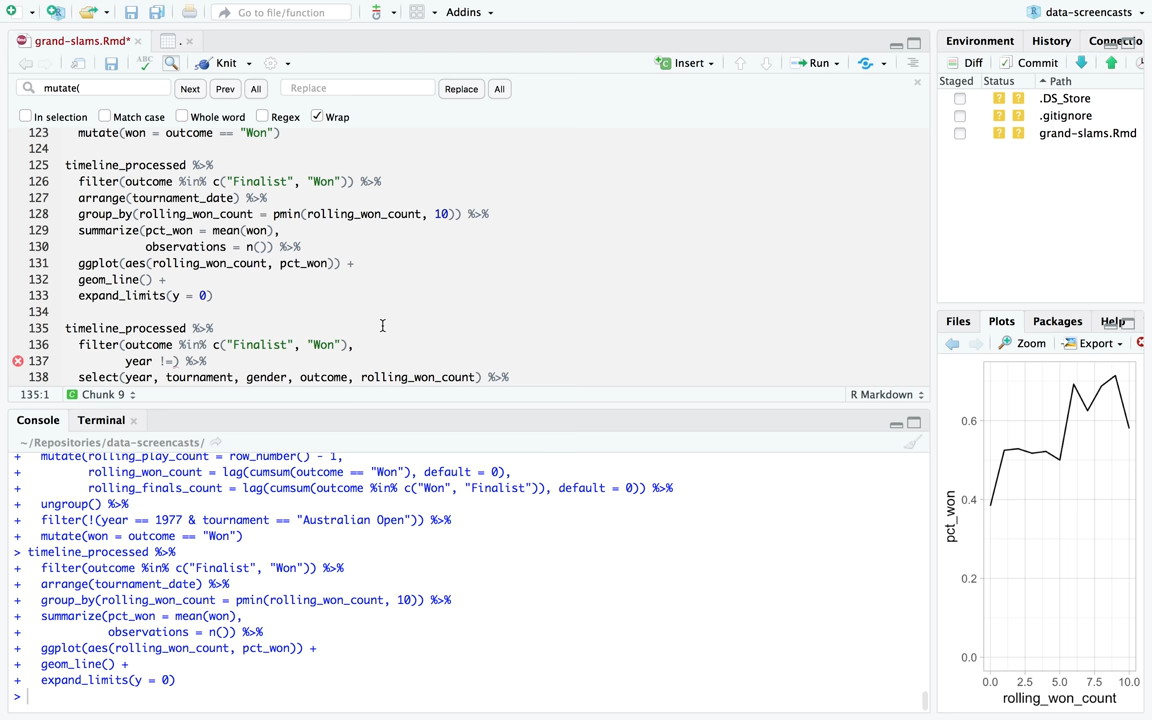 Go to file/function
Addins
data-screencasts
grand-slams.Rmd*
.
Knit
Insert
Run
mutate(
Next
Prev
All
Replace
Replace
All
In selection
Match case
Whole word
Regex
Wrap
123 mutate(won = outcome == "Won")
124
125 timeline_processed %>%
126 filter(outcome %in% c("Finalist", "Won")) %>%
127 arrange(tournament_date) %>%
128 group_by(rolling_won_count = pmin(rolling_won_count, 10)) %>%
129 summarize(pct_won = mean(won),
130 observations = n()) %>%
131 ggplot(aes(rolling_won_count, pct_won)) +
132 geom_line() +
133 expand_limits(y = 0)
134
135 timeline_processed %>%
136 filter(outcome %in% c("Finalist", "Won"),
137 year !=) %>%
138 select(year, tournament, gender, outcome, rolling_won_count) %>%
135:1
Chunk 9
R Markdown
Console
Terminal
~/Repositories/data-screencasts/
+ mutate(rolling_play_count = row_number() - 1,
+ rolling_won_count = lag(cumsum(outcome == "Won"), default = 0),
+ rolling_finals_count = lag(cumsum(outcome %in% c("Won", "Finalist")), default = 0)) %>%
+ ungroup() %>%
+ filter(!(year == 1977 & tournament == "Australian Open")) %>%
+ mutate(won = outcome == "Won")
> timeline_processed %>%
+ filter(outcome %in% c("Finalist", "Won")) %>%
+ arrange(tournament_date) %>%
+ group_by(rolling_won_count = pmin(rolling_won_count, 10)) %>%
+ summarize(pct_won = mean(won),
+ observations = n()) %>%
+ ggplot(aes(rolling_won_count, pct_won)) +
+ geom_line() +
+ expand_limits(y = 0)
>
Environment
History
Connectio
Diff
Commit
Staged
Status
Path
? ? .DS_Store
? ? .gitignore
? ? grand-slams.Rmd
Files
Plots
Packages
Help
Zoom
Export
0.6
0.4
0.2
0.0
pct_won
0.0 2.5 5.0 7.5 10.0
rolling_won_count